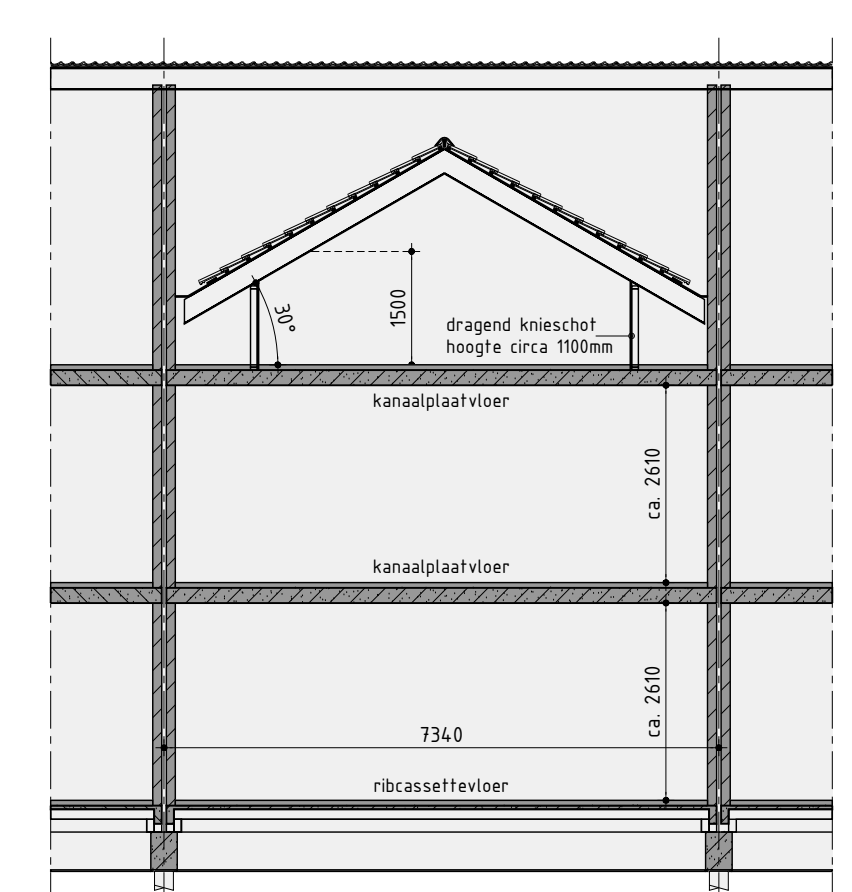 30°
1500
dragend knieschot
hoogte circa 1100mm
kanaalplaatvloer
ca. 2610
kanaalplaatvloer
ca. 2610
7340
ribcassettevloer